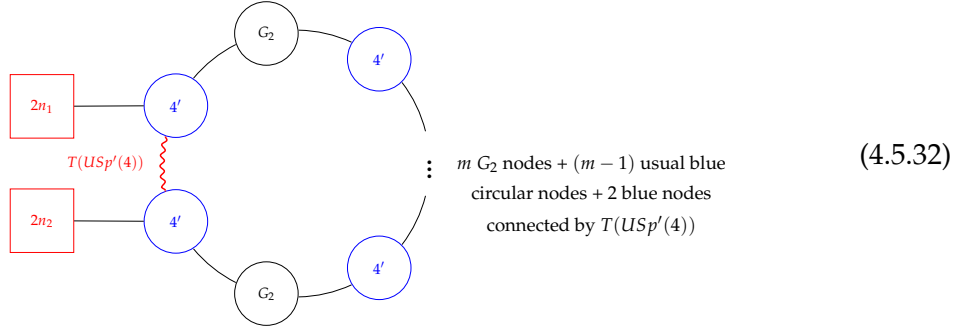 G₂
4′
4′
2n₁
4′
T(USp′(4))
⋮ m G₂ nodes + (m − 1) usual blue
circular nodes + 2 blue nodes
connected by T(USp′(4))
(4.5.32)
2n₂
4′
4′
G₂